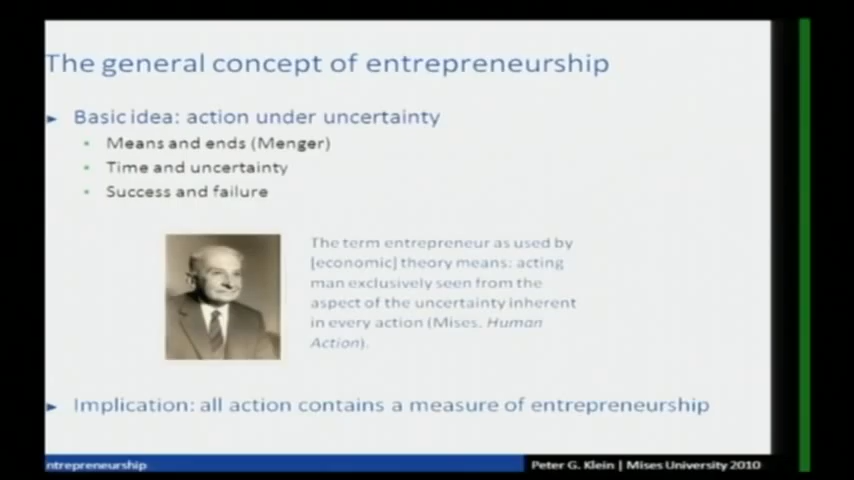 The general concept of entrepreneurship
► Basic idea: action under uncertainty
• Means and ends (Menger)
• Time and uncertainty
• Success and failure
The term entrepreneur as used by
[economic] theory means: acting
man exclusively seen from the
aspect of the uncertainty inherent
in every action (Mises, Human
Action).
► Implication: all action contains a measure of entrepreneurship
ntrepreneurship
Peter G. Klein | Mises University 2010